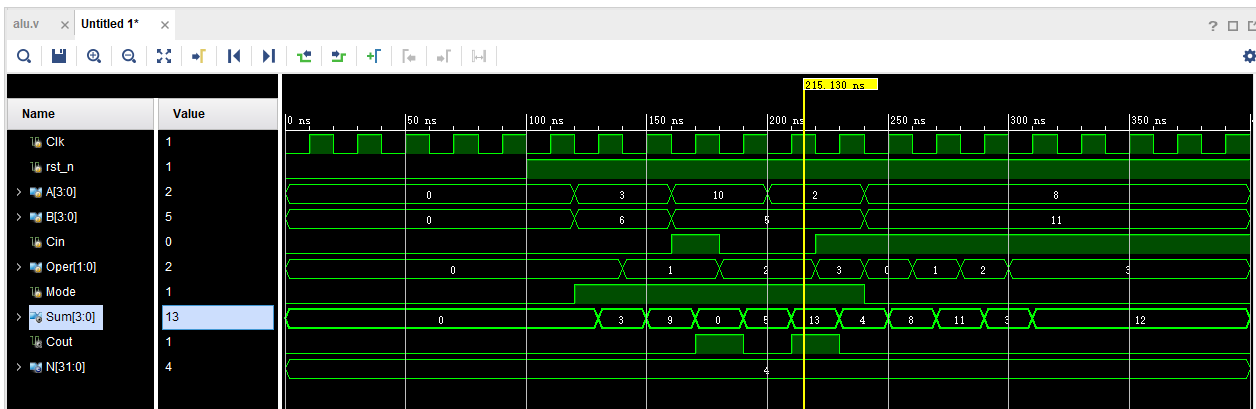 alu.v Untitled 1*
215.130 ns
Name Value
0 ns 50 ns 100 ns 150 ns 200 ns 250 ns 300 ns 350 ns
Clk 1
rst_n 1
A[3:0] 2 0 3 10 2 8
B[3:0] 5 0 6 5 11
Cin 0
Oper[1:0] 2 0 1 2 3 0 1 2 3
Mode 1
Sum[3:0] 13 0 3 9 0 5 13 4 8 11 3 12
Cout 1
N[31:0] 4 4